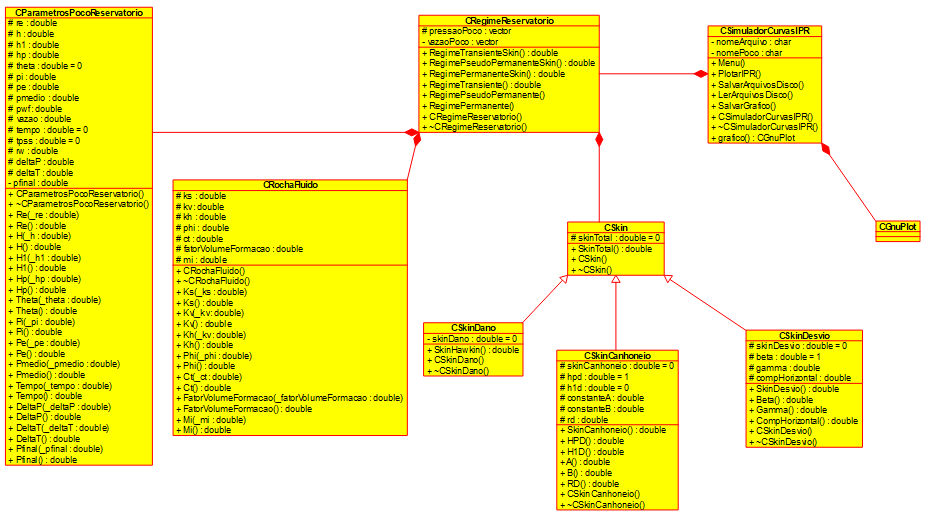 CParametrosPocoReservatorio
# re : double
# h : double
# h1 : double
# hp : double
# theta : double = 0
# pi : double
# pe : double
# pmedio : double
# pwf : double
# vazao : double
# tempo : double = 0
# tpss : double = 0
# rw : double
# deltaP : double
# deltaT : double
- pfinal : double
+ CParametrosPocoReservatorio()
+ ~CParametrosPocoReservatorio()
+ Re(_re : double)
+ Re() : double
+ H(_h : double)
+ H() : double
+ H1(_h1 : double)
+ H1() : double
+ Hp(_hp : double)
+ Hp() : double
+ Theta(_theta : double)
+ Theta() : double
+ Pi(_pi : double)
+ Pi() : double
+ Pe(_pe : double)
+ Pe() : double
+ Pmedio(_pmedio : double)
+ Pmedio() : double
+ Tempo(_tempo : double)
+ Tempo() : double
+ DeltaP(_deltaP : double)
+ DeltaP() : double
+ DeltaT(_deltaT : double)
+ DeltaT() : double
+ Pfinal(_pfinal : double)
+ Pfinal() : double
CRochaFluido
# ks : double
# kv : double
# kh : double
# phi : double
# ct : double
# fatorVolumeFormacao : double
# mi : double
+ CRochaFluido()
+ ~CRochaFluido()
+ Ks(_ks : double)
+ Ks() : double
+ Kv(_kv: double)
+ Kv() : double
+ Kh(_kv: double)
+ Kh() : double
+ Phi(_phi : double)
+ Phi() : double
+ Ct(_ct: double)
+ Ct() : double
+ FatorVolumeFormacao(_fatorVolumeFormacao : double)
+ FatorVolumeFormacao() : double
+ Mi(_mi : double)
+ Mi() : double
CRegimeReservatorio
# pressaoPoco : vector
- vazaoPoco : vector
+ RegimeTransienteSkin() : double
+ RegimePseudoPermanenteSkin() : double
+ RegimePermanenteSkin() : double
+ RegimeTransiente() : double
+ RegimePseudoPermanente()
+ RegimePermanente()
+ CRegimeReservatorio()
+ ~CRegimeReservatorio()
CSimuladorCurvasIPR
- nomeArquivo : char
- nomePoco : char
+ Menu()
+ PlotarIPR()
+ SalvarArquivosDisco()
+ LerArquivosDisco()
+ SalvarGrafico()
+ CSimuladorCurvasIPR()
+ ~CSimuladorCurvasIPR()
+ grafico() : CGnuPlot
CGnuPlot
CSkin
# skinTotal : double = 0
+ SkinTotal() : double
+ CSkin()
+ ~CSkin()
CSkinDano
- skinDano : double = 0
+ SkinHawkin() : double
+ CSkinDano()
+ ~CSkinDano()
CSkinCanhoneio
# skinCanhoneio : double = 0
# hpd : double = 1
# h1d : double = 0
# constanteA : double
# constanteB : double
# rd : double
+ SkinCanhoneio() : double
+ HPD() : double
+ H1D() : double
+ A() : double
+ B() : double
+ RD() : double
+ CSkinCanhoneio()
+ ~CSkinCanhoneio()
CSkinDesvio
# skinDesvio : double = 0
# beta : double = 1
# gamma : double
# compHorizontal : double
+ SkinDesvio() : double
+ Beta() : double
+ Gamma() : double
+ CompHorizontal() : double
+ CSkinDesvio()
+ ~CSkinDesvio()